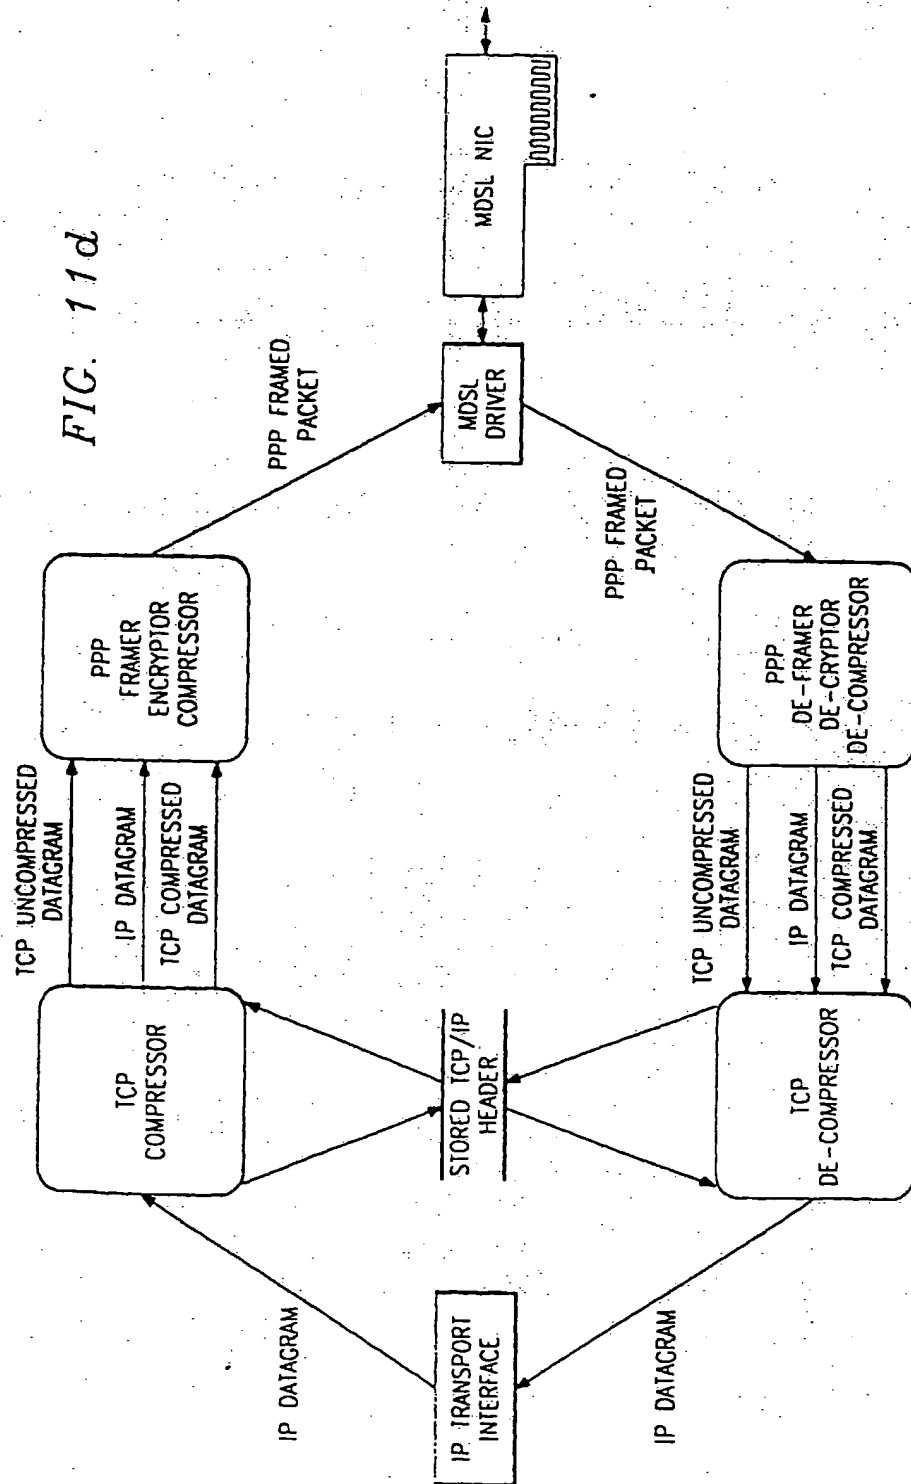 FIG. 11d
IP TRANSPORT
INTERFACE
IP DATAGRAM
IP DATAGRAM
TCP
COMPRESSOR
STORED TCP/IP
HEADER
TCP
DE-COMPRESSOR
TCP UNCOMPRESSED
DATAGRAM
IP DATAGRAM
TCP COMPRESSED
DATAGRAM
TCP UNCOMPRESSED
DATAGRAM
IP DATAGRAM
TCP COMPRESSED
DATAGRAM
PPP
FRAMER
ENCRYPTOR
COMPRESSOR
PPP
DE-FRAMER
DE-CRYPTOR
DE-COMPRESSOR
PPP FRAMED
PACKET
PPP FRAMED
PACKET
MDSL
DRIVER
MDSL NIC